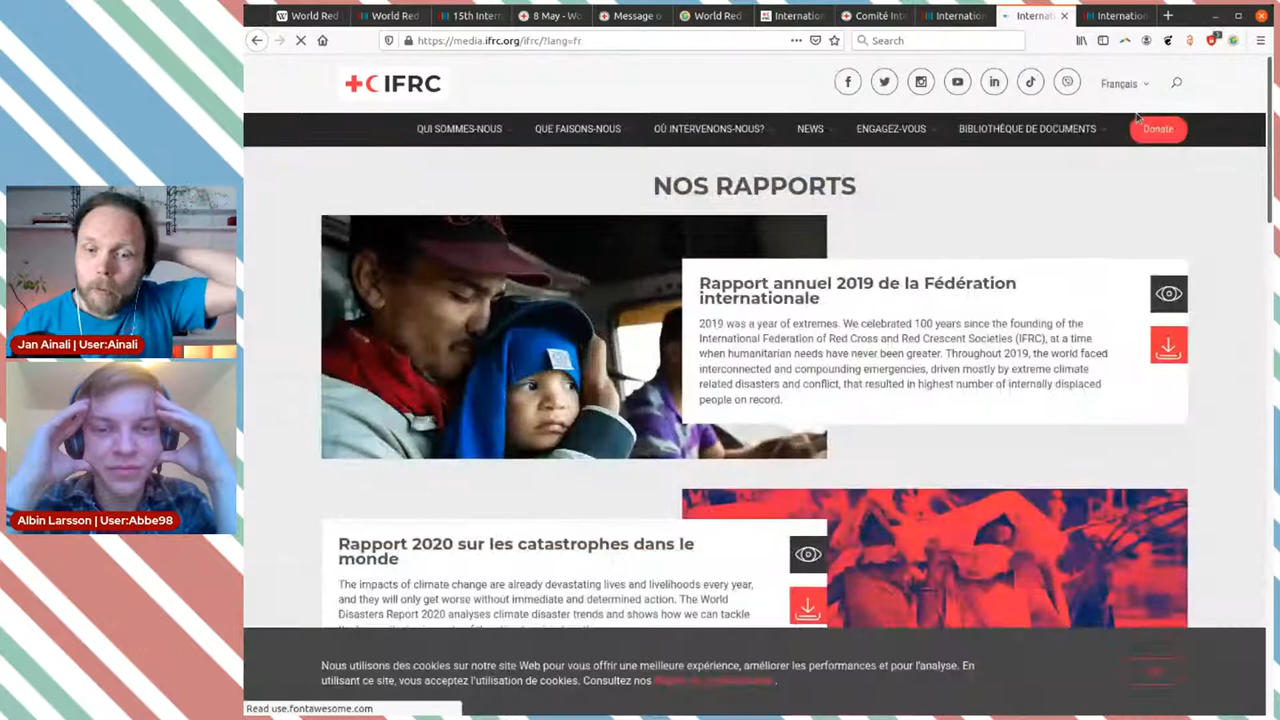 World Red
World Red
15th Intern
8 May - Wo
Message o
World Red
Internation
Comité Inte
Internation
Internati
Internation
https://media.ifrc.org/ifrc/?lang=fr
Search
IFRC
Français
QUI SOMMES-NOUS
QUE FAISONS-NOUS
OÙ INTERVENONS-NOUS?
NEWS
ENGAGEZ-VOUS
BIBLIOTHÈQUE DE DOCUMENTS
Donate
NOS RAPPORTS
Rapport annuel 2019 de la Fédération
internationale
2019 was a year of extremes. We celebrated 100 years since the founding of the
International Federation of Red Cross and Red Crescent Societies (IFRC), at a time
when humanitarian needs have never been greater. Throughout 2019, the world faced
interconnected and compounding emergencies, driven mostly by extreme climate
related disasters and conflict, that resulted in highest number of internally displaced
people on record.
Jan Ainali | User:Ainali
Albin Larsson | User:Abbe98
Rapport 2020 sur les catastrophes dans le
monde
The impacts of climate change are already devastating lives and livelihoods every year,
and they will only get worse without immediate and determined action. The World
Disasters Report 2020 analyses climate disaster trends and shows how we can tackle
Nous utilisons des cookies sur notre site Web pour vous offrir une meilleure expérience, améliorer les performances et pour l'analyse. En
utilisant ce site, vous acceptez l'utilisation de cookies. Consultez nos
Read use.fontawesome.com